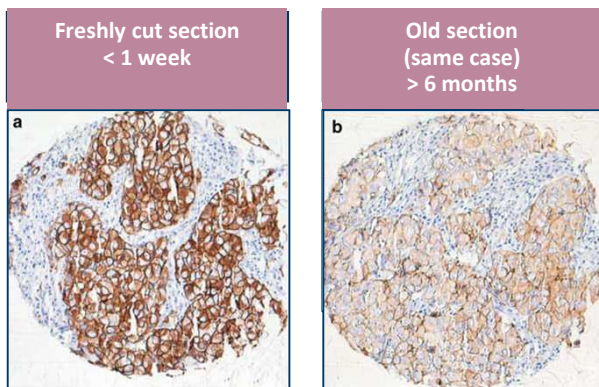 Freshly cut section
< 1 week
Old section
(same case)
> 6 months
a
b